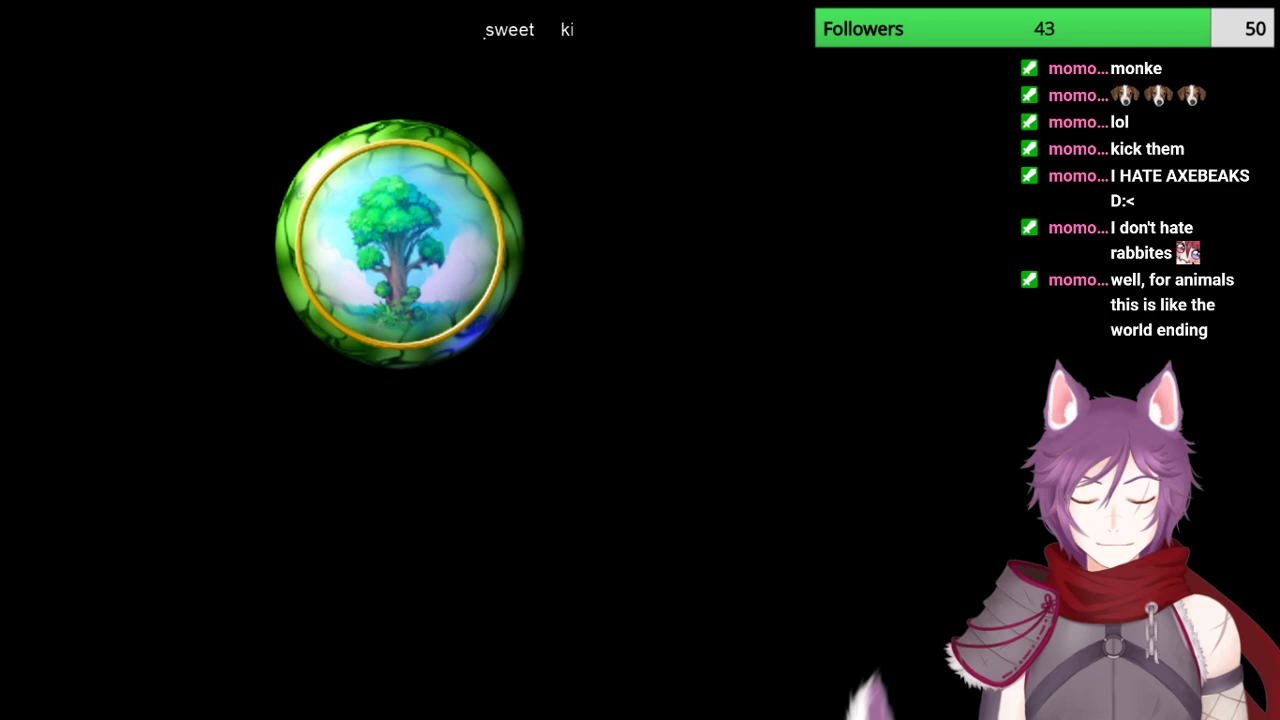 sweet ki
Followers 43 50
momo... monke
momo...
momo... lol
momo... kick them
momo... I HATE AXEBEAKS
D:<
momo... I don't hate
rabbites
momo... well, for animals
this is like the
world ending